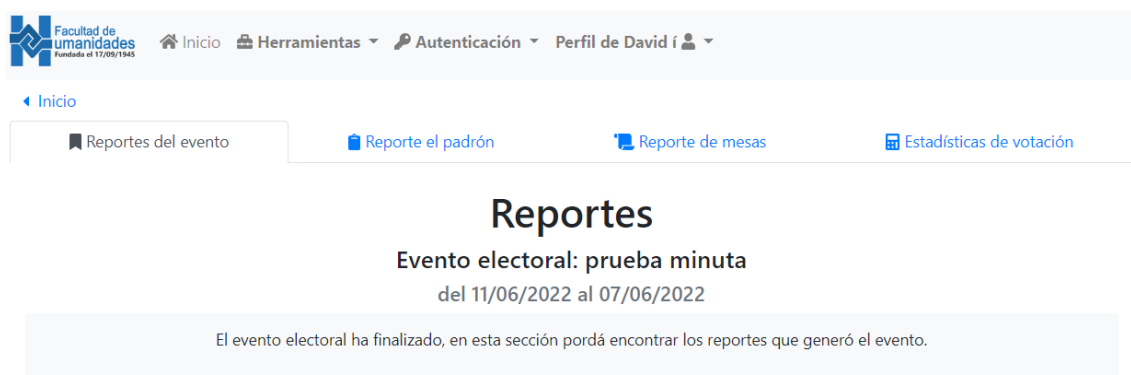 Facultad de
umanidades
Fundada el 17/09/1945
Inicio Herramientas Autenticación Perfil de David í
Inicio
Reportes del evento Reporte el padrón Reporte de mesas Estadísticas de votación
Reportes
Evento electoral: prueba minuta
del 11/06/2022 al 07/06/2022
El evento electoral ha finalizado, en esta sección pordá encontrar los reportes que generó el evento.